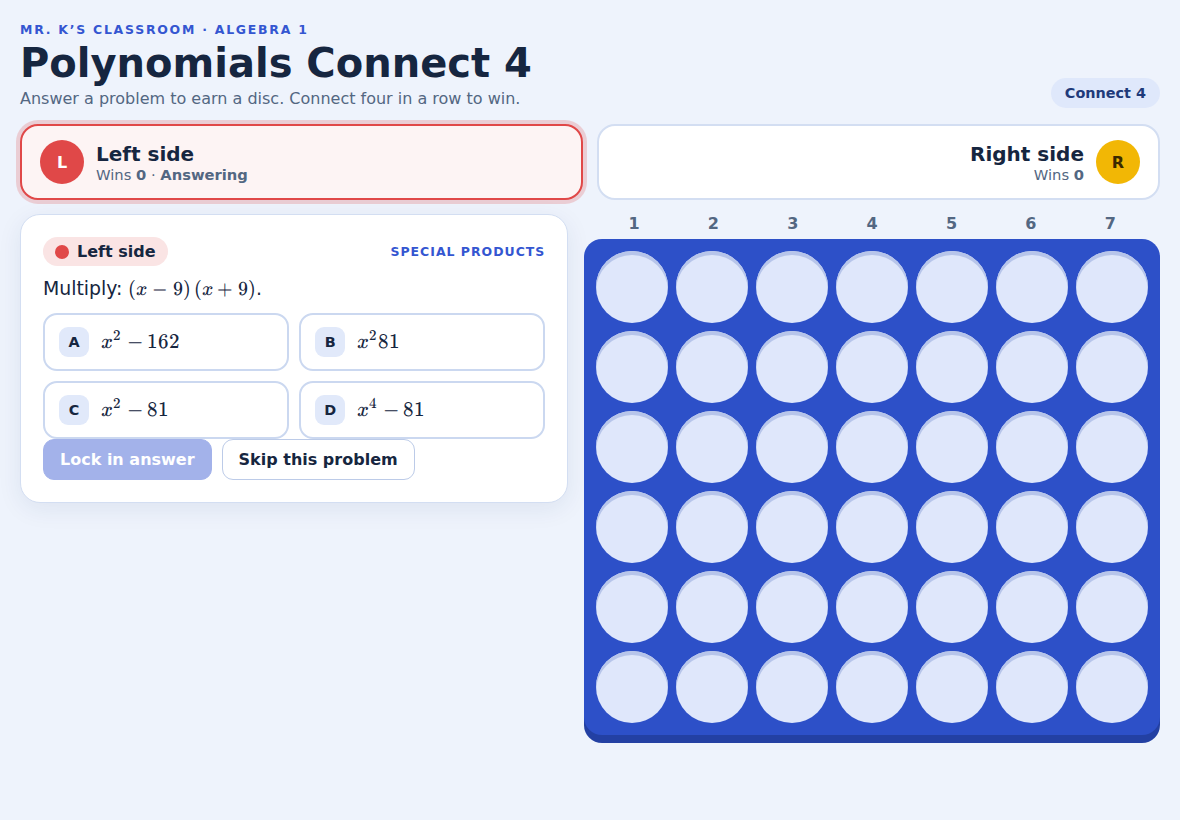 MR. K’S CLASSROOM · ALGEBRA 1
Polynomials Connect 4
Answer a problem to earn a disc. Connect four in a row to win.
Connect 4
L
Left side
Wins 0 · Answering
Right side
Wins 0
R
Left side
SPECIAL PRODUCTS
Multiply: (x − 9) (x + 9).
A x² − 162
B x²81
C x² − 81
D x⁴ − 81
Lock in answer
Skip this problem
1 2 3 4 5 6 7